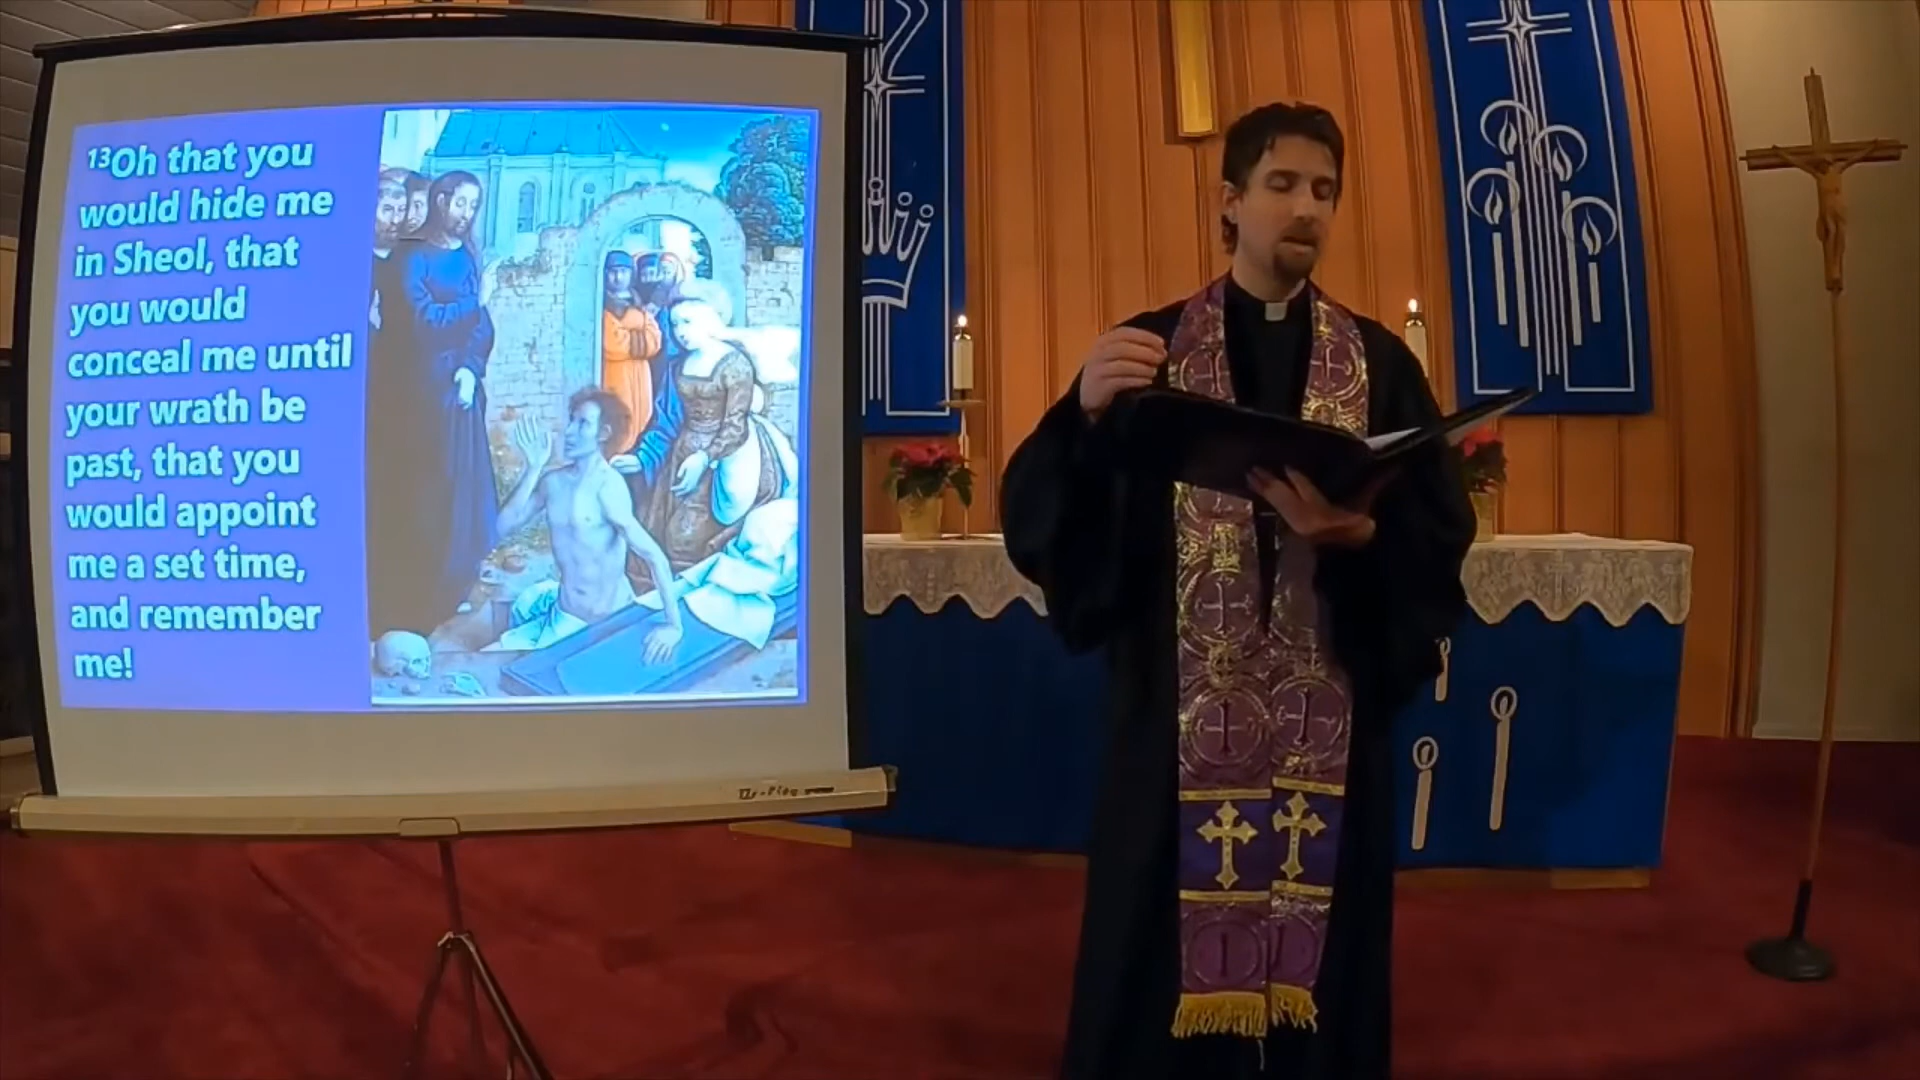 ¹³Oh that you
would hide me
in Sheol, that
you would
conceal me until
your wrath be
past, that you
would appoint
me a set time,
and remember
me!